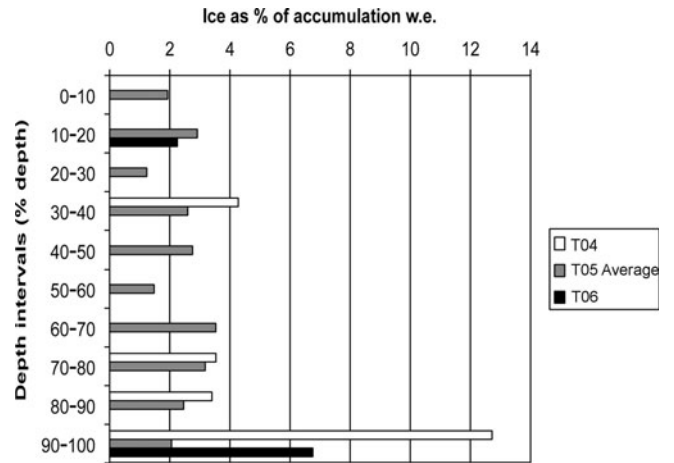 Ice as % of accumulation w.e.
0 2 4 6 8 10 12 14
Depth intervals (% depth)
0-10
10-20
20-30
30-40
40-50
50-60
60-70
70-80
80-90
90-100
T04
T05 Average
T06